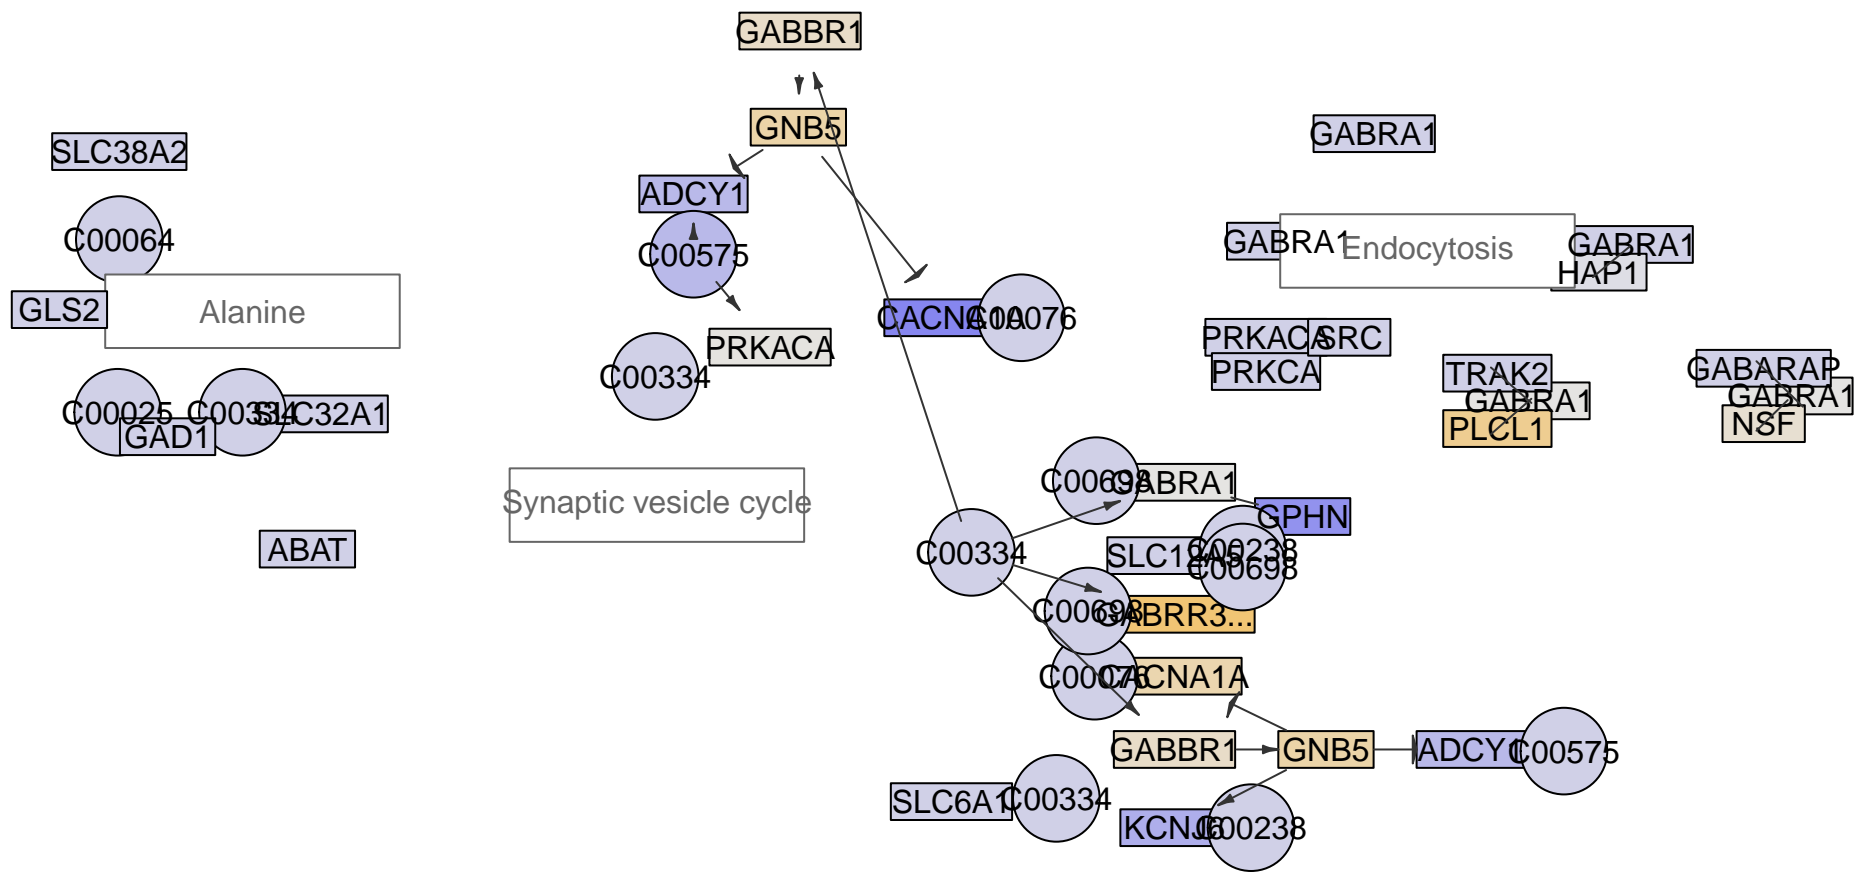 GABBR1
GNB5
GABRA1
SLC38A2
ADCY1
C00064
C00575
GABRA1
Endocytosis
GABRA1
HAP1
GLS2
Alanine
CACNA1A
C00076
PRKACA
C00334
PRKACA
SRC
PRKCA
TRAK2
GABRA1
PLCL1
GABARAP
GABRA1
NSF
C00025
C00334
SLC32A1
GAD1
Synaptic vesicle cycle
C00698
GABRA1
GPHN
ABAT
C00334
SLC12A5
C00238
C00698
C00698
GABRR3...
C00076
CACNA1A
GABBR1
GNB5
ADCY1
C00575
SLC6A1
C00334
KCNJ6
C00238